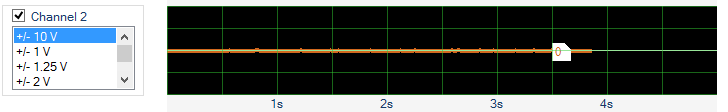 Channel 2
+/- 10 V
+/- 1 V
+/- 1.25 V
+/- 2 V
0
1s
2s
3s
4s